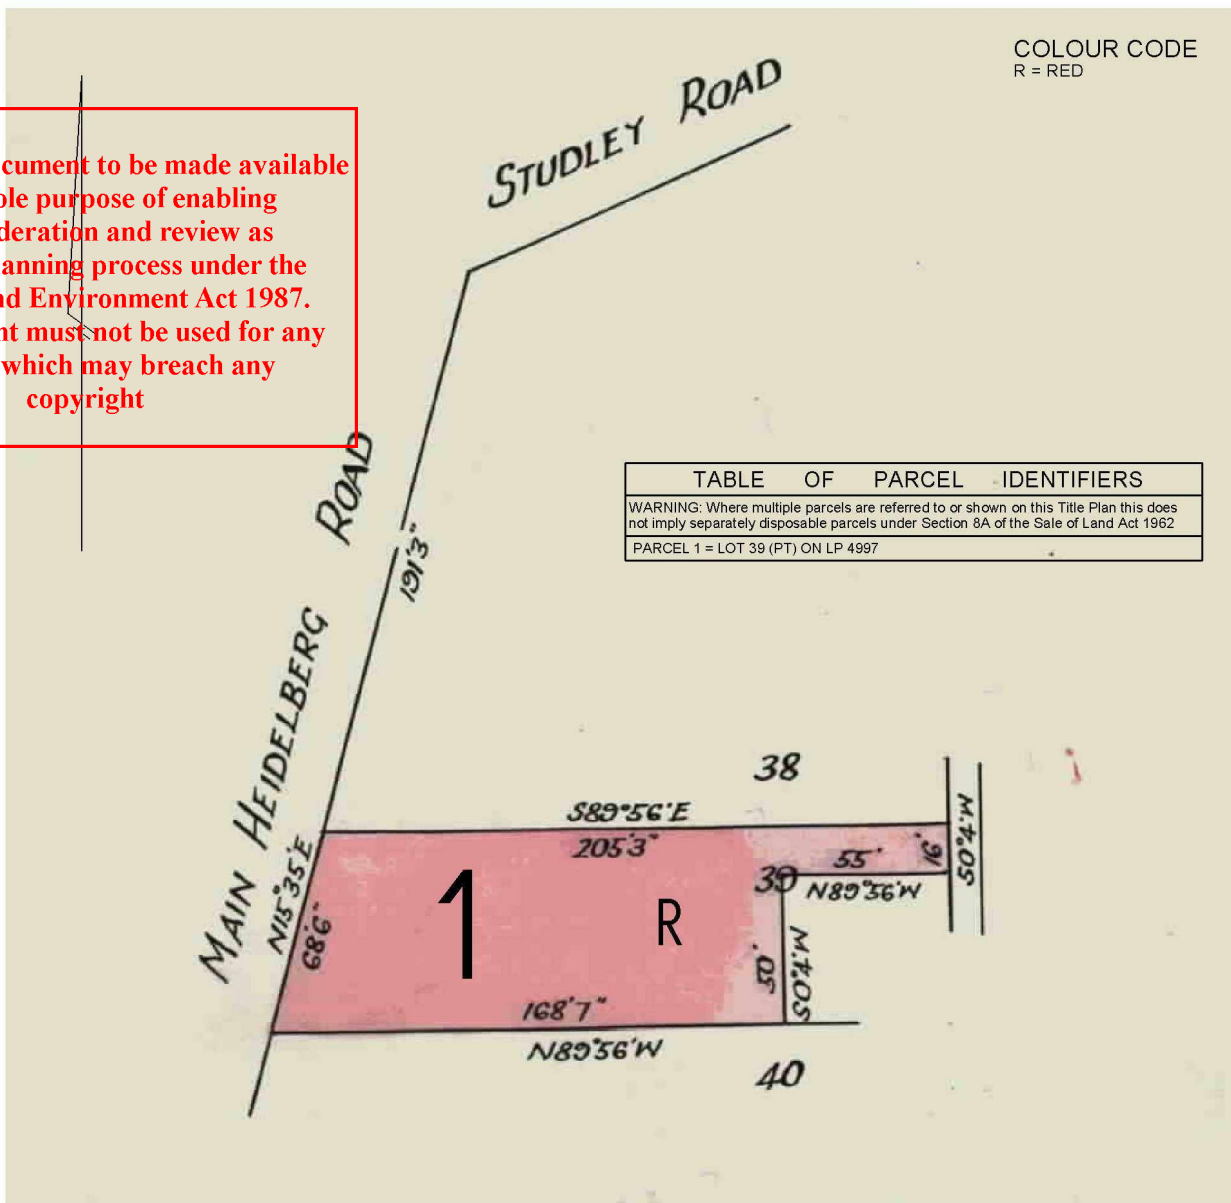 COLOUR CODE
R = RED
STUDLEY ROAD
cument to be made available
ole purpose of enabling
deration and review as
anning process under the
nd Environment Act 1987.
nt must not be used for any
which may breach any
copyright
MAIN HEIDELBERG ROAD
191'3"
TABLE OF PARCEL IDENTIFIERS
WARNING: Where multiple parcels are referred to or shown on this Title Plan this does
not imply separately disposable parcels under Section 8A of the Sale of Land Act 1962
PARCEL 1 = LOT 39 (PT) ON LP 4997
38
S89°56'E
205'3"
N15°35'E
68'6"
1
R
39
55'
16'
N89°56'W
S0°4'W
50'
S0°4'W
168'7"
N89°56'W
40